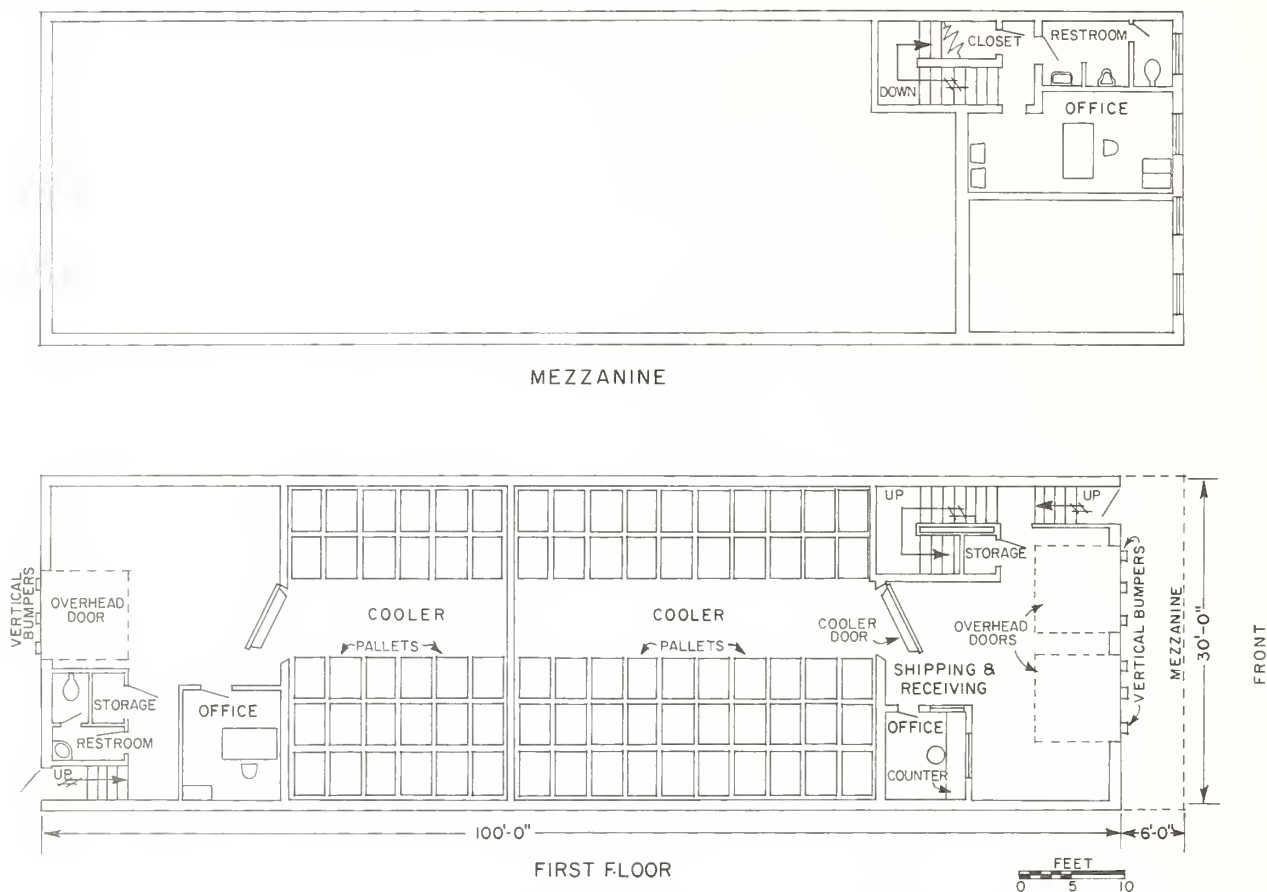 CLOSET
RESTROOM
DOWN
OFFICE
MEZZANINE
UP
UP
STORAGE
VERTICAL
BUMPERS
OVERHEAD
DOOR
COOLER
COOLER
COOLER
DOOR
OVERHEAD
DOORS
VERTICAL BUMPERS
MEZZANINE
30'-0"
FRONT
PALLETS
PALLETS
SHIPPING &
RECEIVING
STORAGE
OFFICE
OFFICE
RESTROOM
COUNTER
UP
100'-0"
6'-0"
FIRST FLOOR
FEET
0 5 10